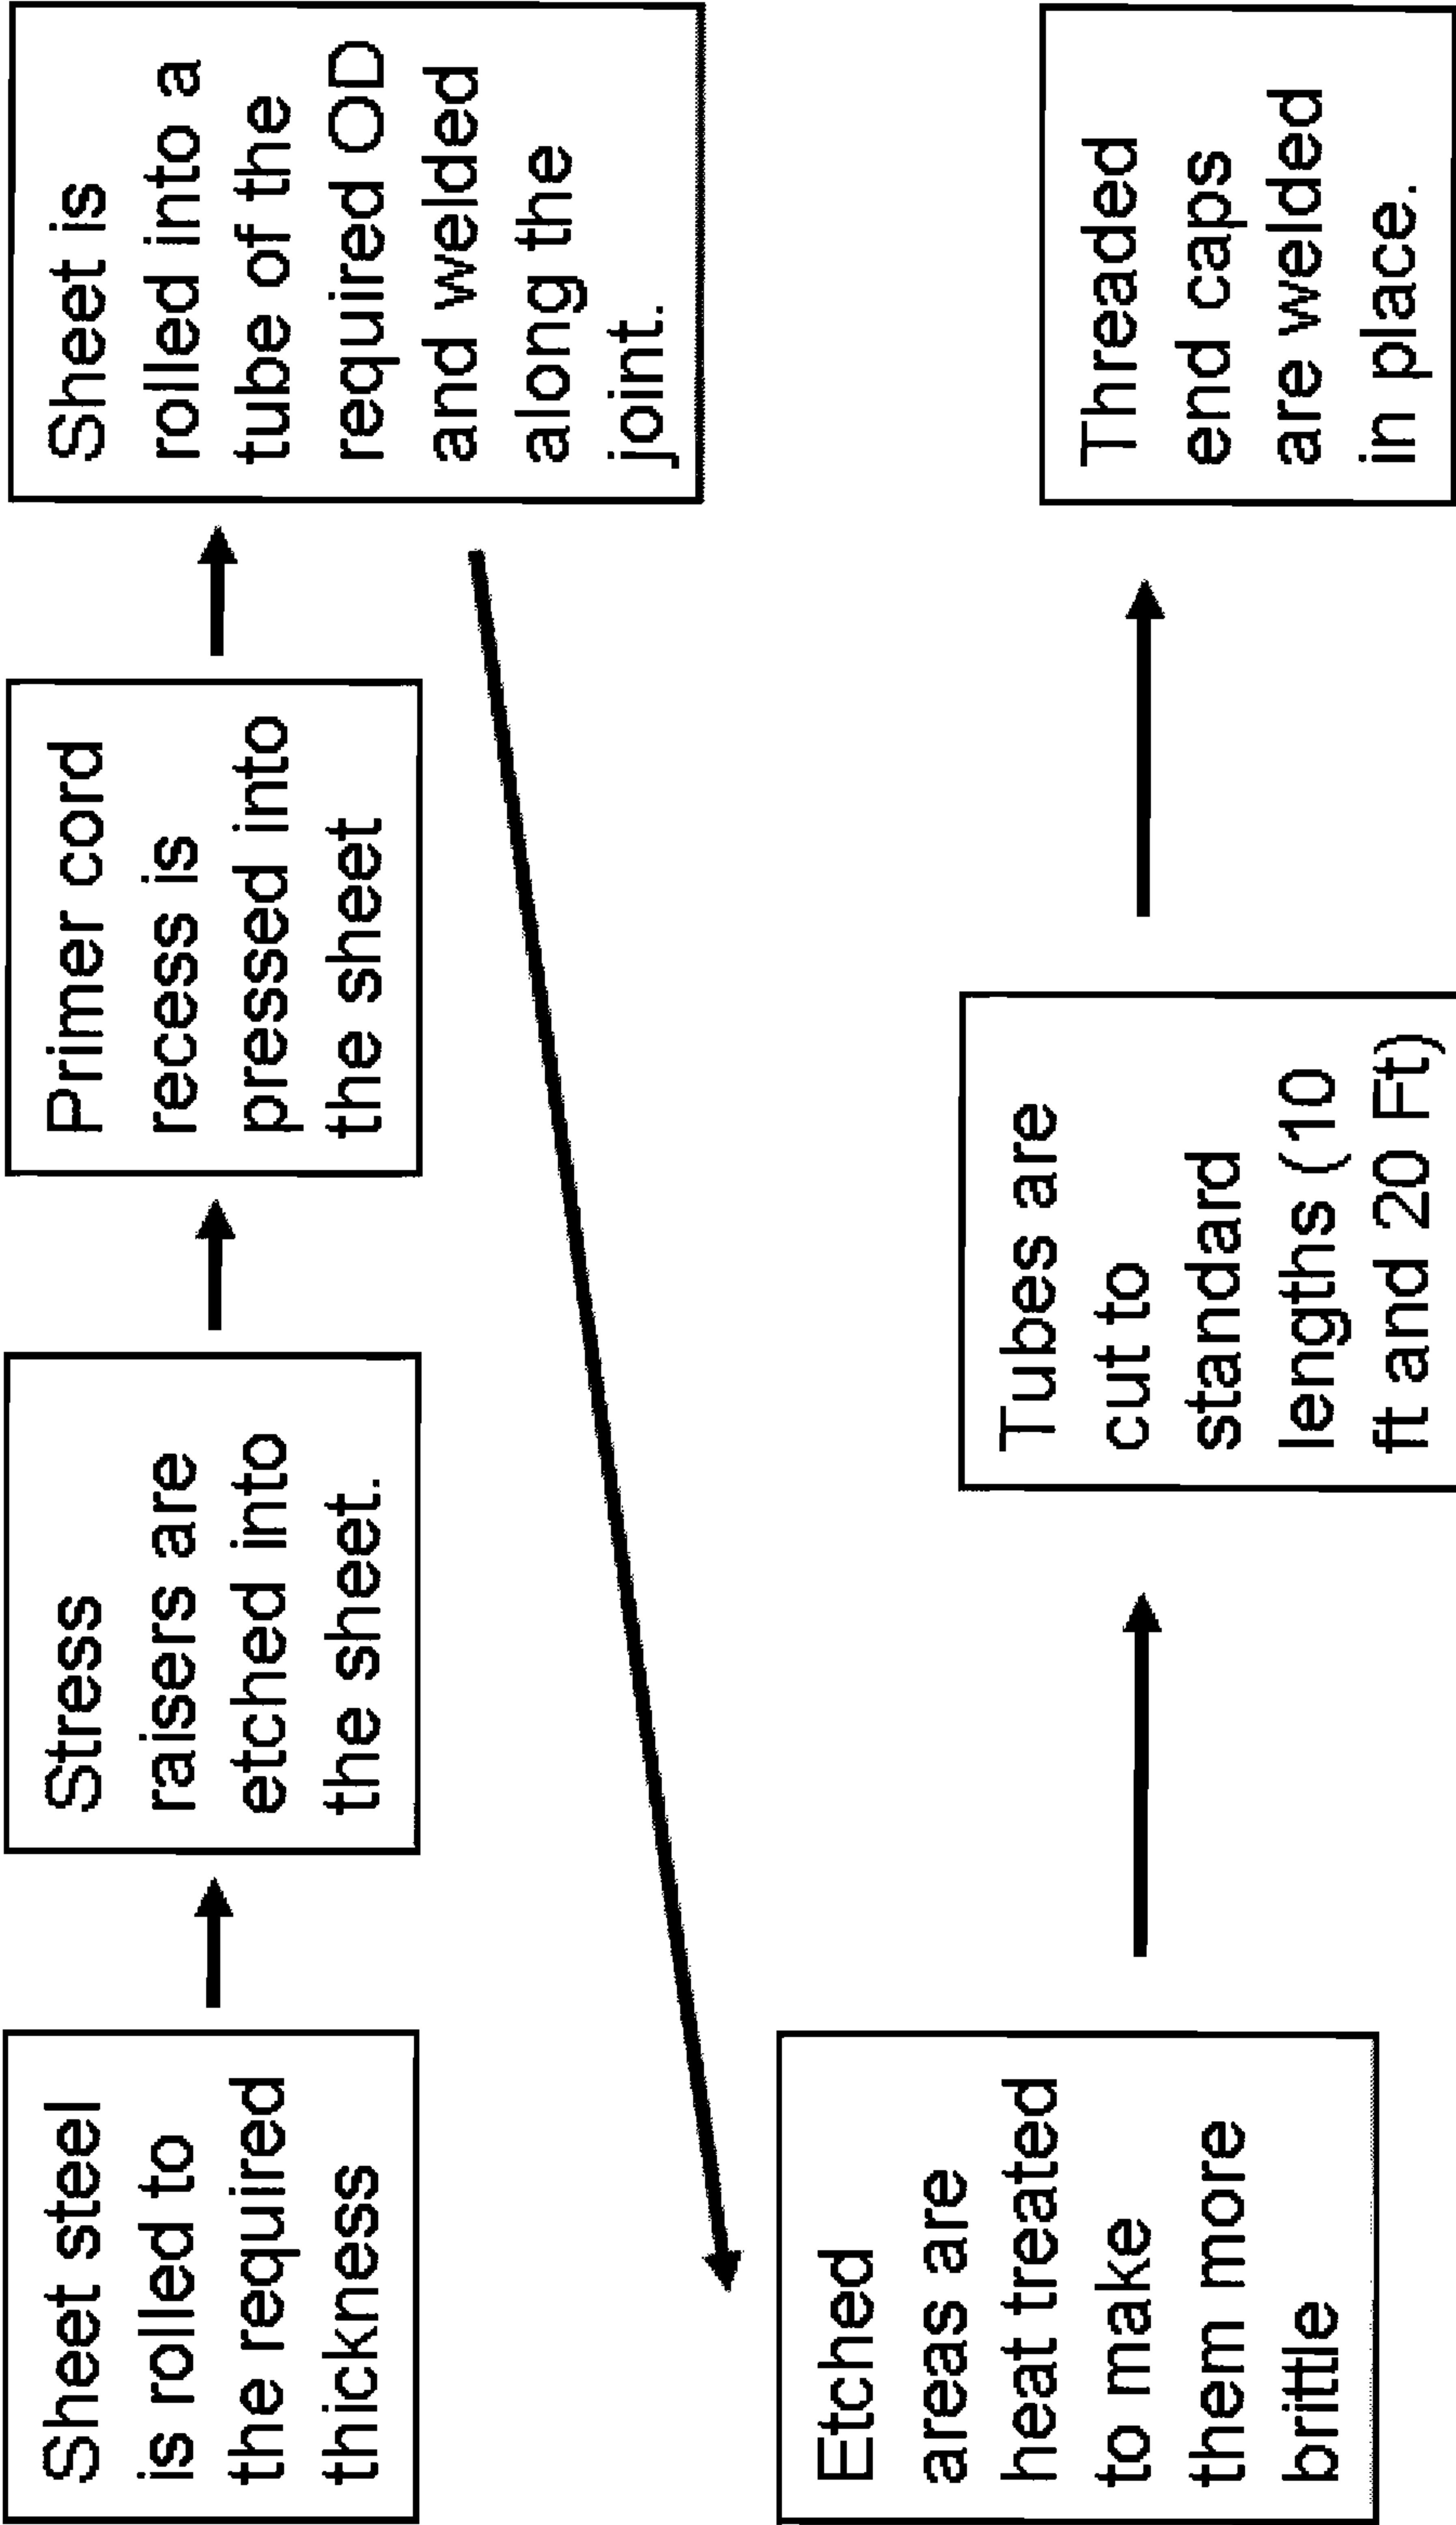 Sheet steel
is rolled to
the required
thickness
Stress
raisers are
etched into
the sheet.
Primer cord
recess is
pressed into
the sheet
Sheet is
rolled into a
tube of the
required OD
and welded
along the
joint.
Etched
areas are
heat treated
to make
them more
brittle
Tubes are
cut to
standard
lengths (10
ft and 20 Ft)
Threaded
end caps
are welded
in place.